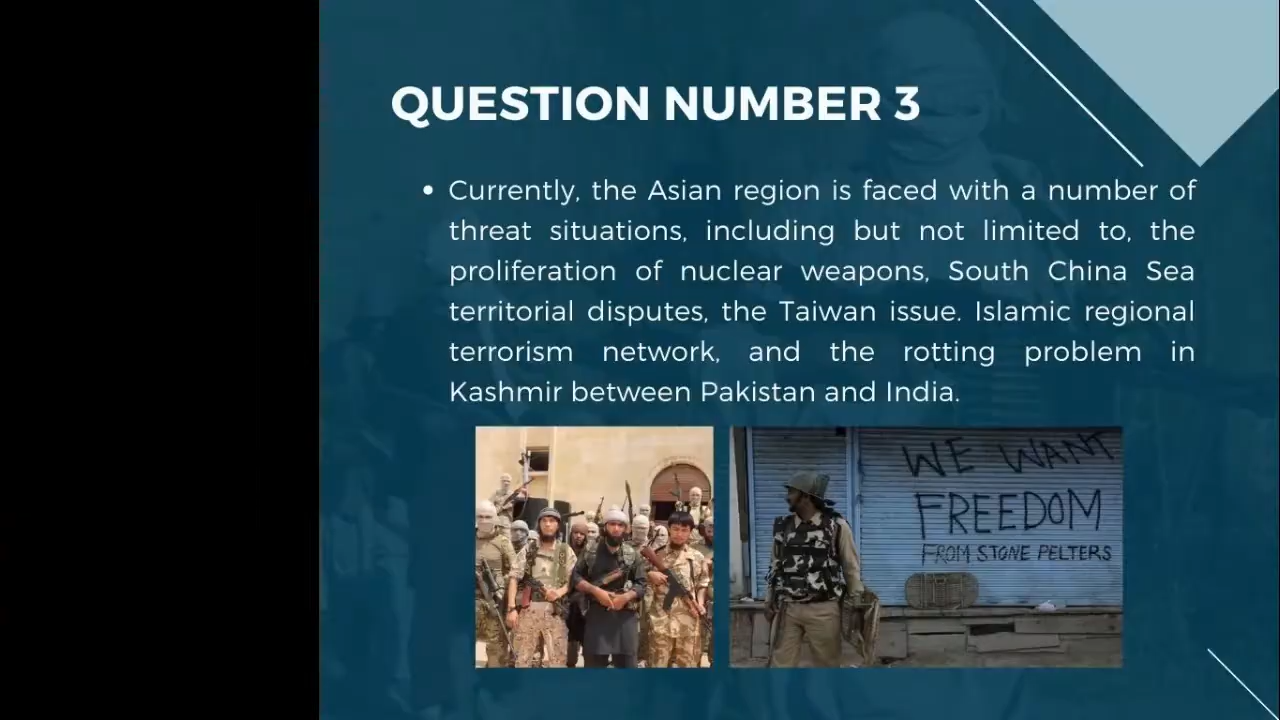 QUESTION NUMBER 3
• Currently, the Asian region is faced with a number of
threat situations, including but not limited to, the
proliferation of nuclear weapons, South China Sea
territorial disputes, the Taiwan issue. Islamic regional
terrorism network, and the rotting problem in
Kashmir between Pakistan and India.
WE WANT
FREEDOM
FROM STONE PELTERS